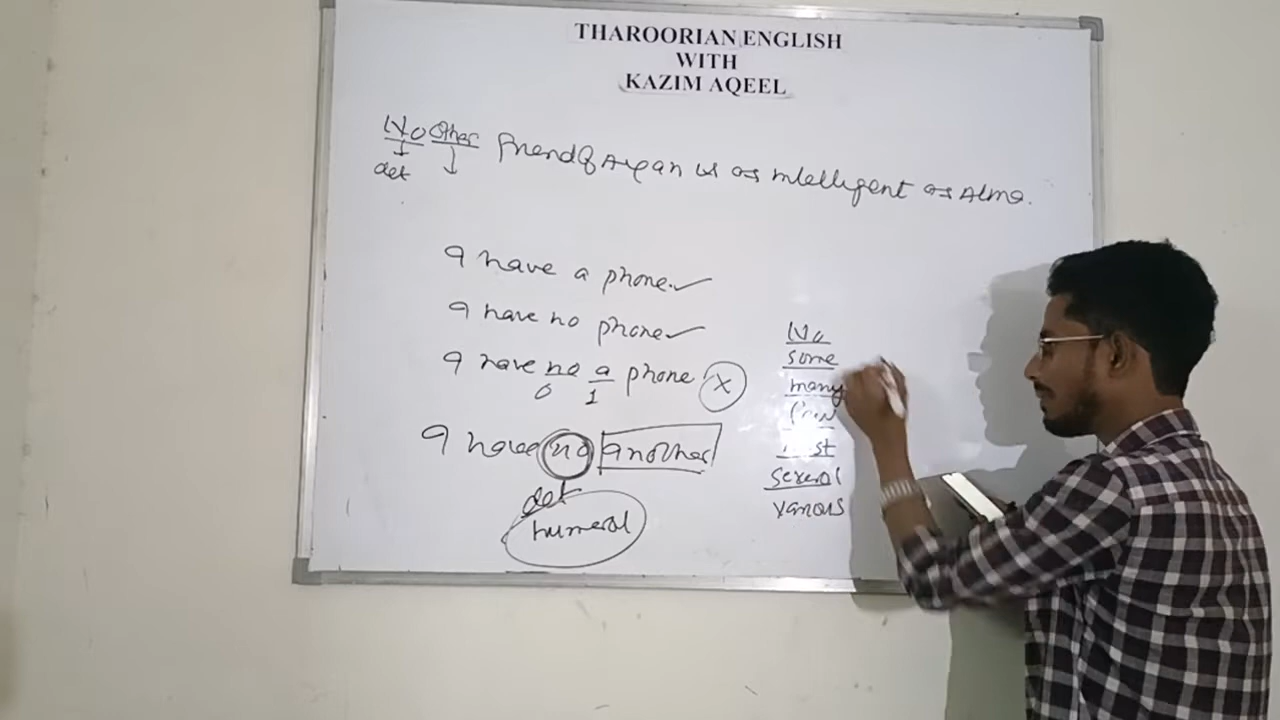 THAROORIAN ENGLISH
WITH
KAZIM AQEEL
No other friend of Aryan is as intelligent as Alma.
det
I have a phone. ✓
I have no phone ✓
I have no a phone. X
0 1
I have no another
det
numeral
No
some
many
several
various